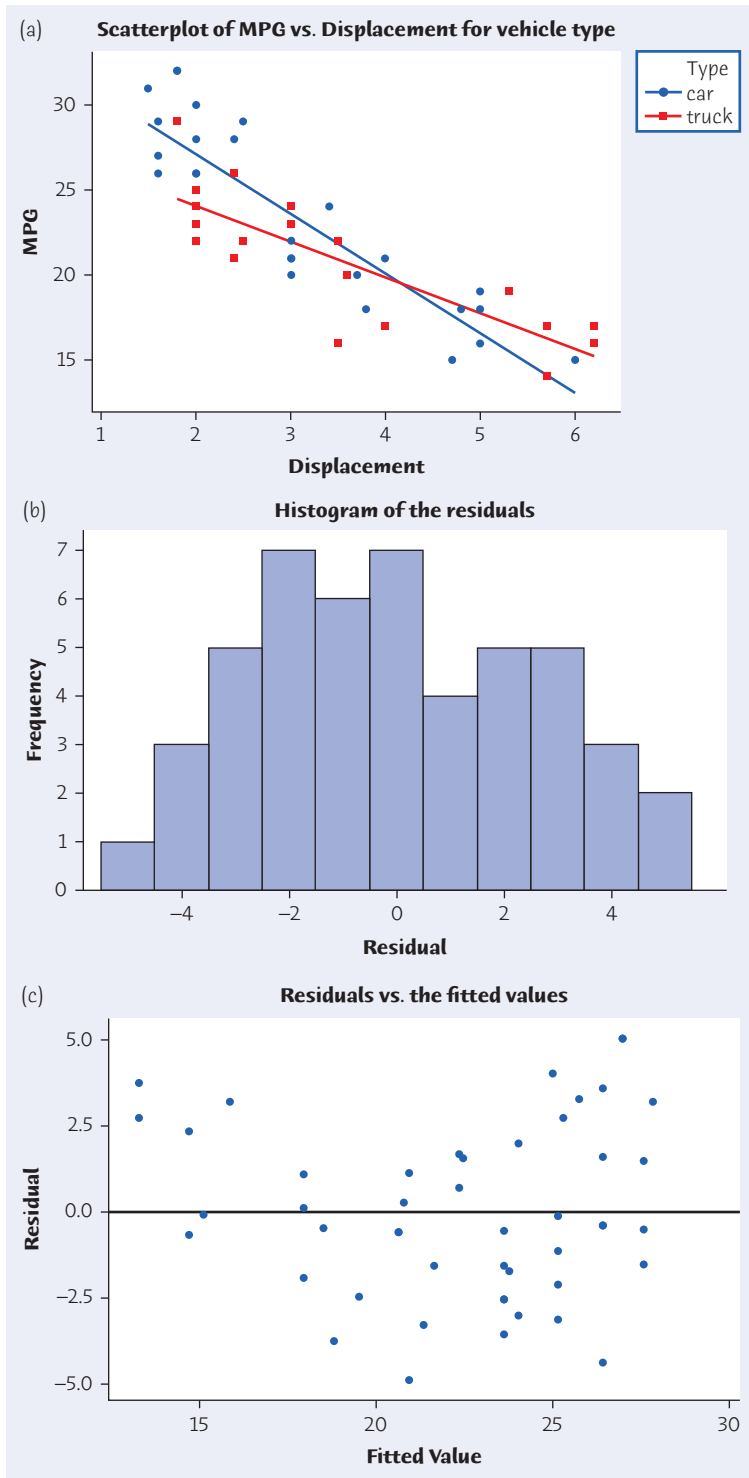 (a)
Scatterplot of MPG vs. Displacement for vehicle type
Type
car
truck
30
25
20
15
MPG
1 2 3 4 5 6
Displacement
(b)
Histogram of the residuals
7
6
5
4
3
2
1
0
Frequency
−4 −2 0 2 4
Residual
(c)
Residuals vs. the fitted values
5.0
2.5
0.0
−2.5
−5.0
Residual
15 20 25 30
Fitted Value